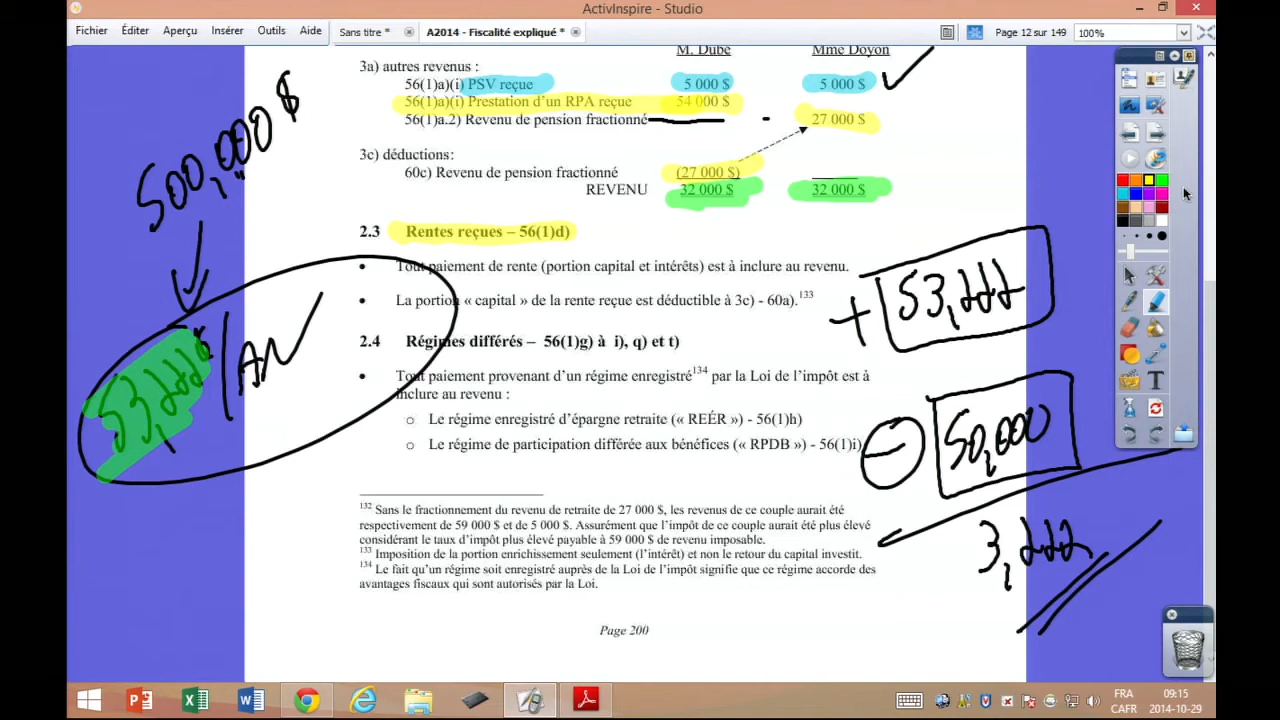 ActivInspire - Studio
Fichier Éditer Aperçu Insérer Outils Aide Sans titre * A2014 - Fiscalité expliqué * Page 12 sur 149 100%
M. Dubé Mme Doyon
3a) autres revenus :
56(1)a)(i) PSV reçue 5 000 $ 5 000 $
56(1)a)(i) Prestation d'un RPA reçue 54 000 $
56(1)a.2) Revenu de pension fractionné - 27 000 $
3c) déductions:
60c) Revenu de pension fractionné (27 000 $)
REVENU 32 000 $ 32 000 $
500,000 $
2.3 Rentes reçues – 56(1)d)
• Tout paiement de rente (portion capital et intérêts) est à inclure au revenu.
• La portion « capital » de la rente reçue est déductible à 3c) - 60a).133
+ 53,222
53,222$ / AN
2.4 Régimes différés – 56(1)g) à i), q) et t)
• Tout paiement provenant d'un régime enregistré134 par la Loi de l'impôt est à
inclure au revenu :
o Le régime enregistré d'épargne retraite (« REÉR ») - 56(1)h)
o Le régime de participation différée aux bénéfices (« RPDB ») - 56(1)i)
- 50,000
3,222
132 Sans le fractionnement du revenu de retraite de 27 000 $, les revenus de ce couple aurait été
respectivement de 59 000 $ et de 5 000 $. Assurément que l'impôt de ce couple aurait été plus élevé
considérant le taux d'impôt plus élevé payable à 59 000 $ de revenu imposable.
133 Imposition de la portion enrichissement seulement (l'intérêt) et non le retour du capital investit.
134 Le fait qu'un régime soit enregistré auprès de la Loi de l'impôt signifie que ce régime accorde des
avantages fiscaux qui sont autorisés par la Loi.
Page 200
FRA 09:15
CAFR 2014-10-29